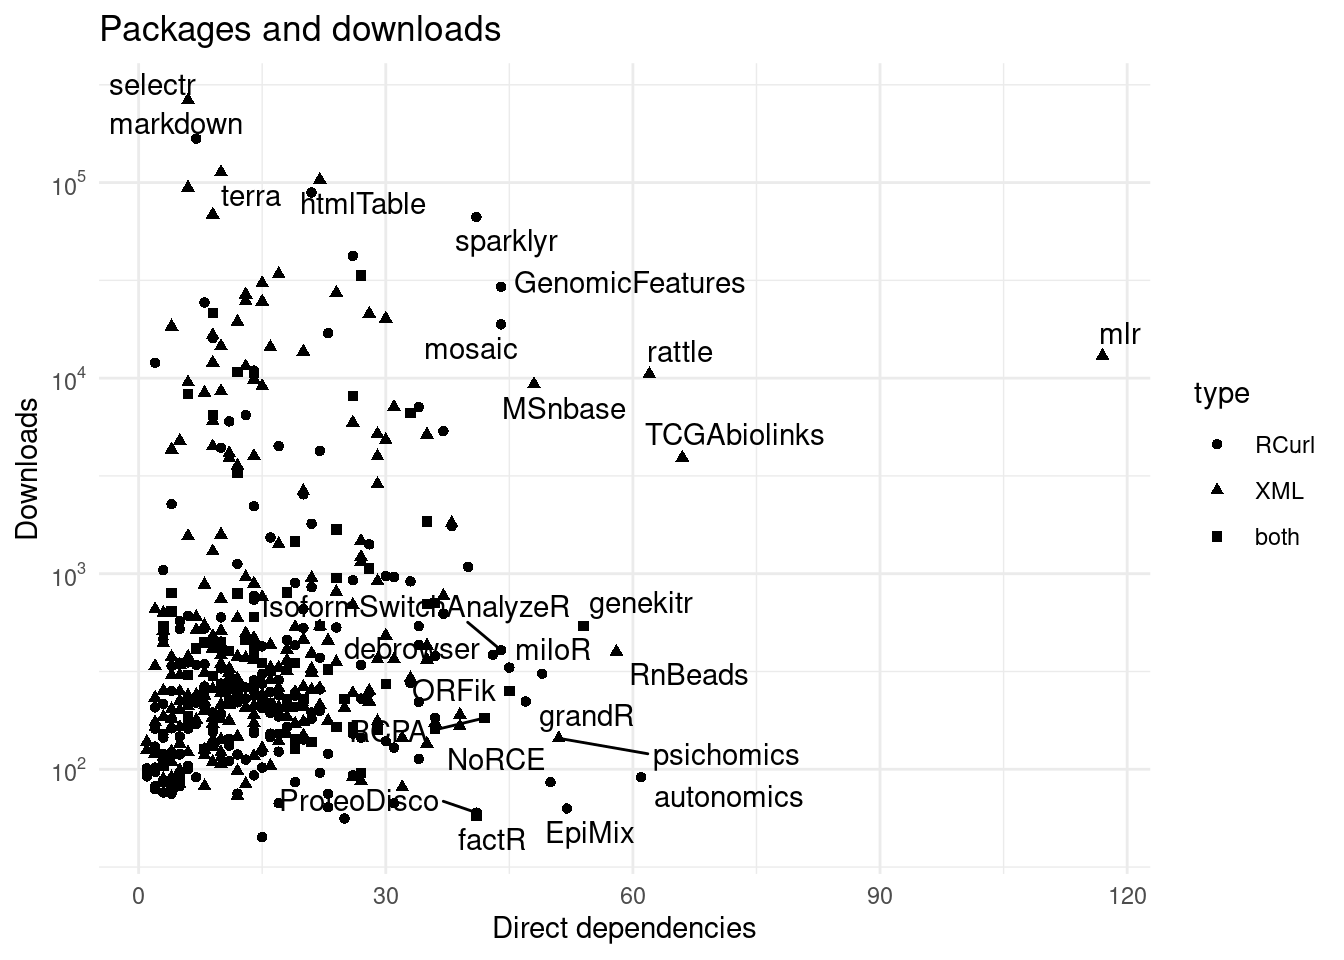 Packages and downloads
selectr
markdown
terra
htmlTable
sparklyr
GenomicFeatures
mosaic
rattle
mlr
MSnbase
TCGAbiolinks
IsoformSwitchAnalyzeR
genekitr
debrowser
miloR
RnBeads
ORFik
grandR
RCPA
NoRCE
psichomics
autonomics
ProteoDisco
factR
EpiMix
10^5
10^4
10^3
10^2
Downloads
0 30 60 90 120
Direct dependencies
type
RCurl
XML
both